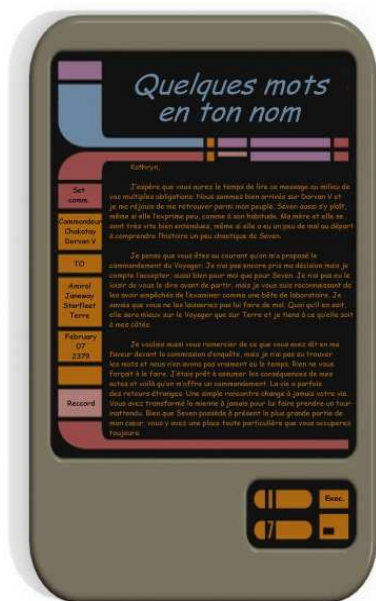 Quelques mots
en ton nom
Set
comm.
Commandeur
Chakotay
Dorvan V
TO
Amiral
Janeway
Starfleet
Terre
February
07
2379
Reccord
Kathryn,
J'espère que vous aurez le temps de lire ce message au milieu de
vos multiples obligations. Nous sommes bien arrivés sur Dorvan V et
je me réjouis de me retrouver parmi mon peuple. Seven aussi s'y plaît,
même si elle l'exprime peu, comme à son habitude. Ma mère et elle se
sont très vite bien entendues, même si elle a eu un peu de mal au départ
à comprendre l'histoire un peu chaotique de Seven.
Je pense que vous êtes au courant qu'on m'a proposé le
commandement du Voyager. Je n'ai pas encore pris ma décision mais je
compte l'accepter, aussi bien pour moi que pour Seven. Je n'ai pas eu le
loisir de vous le dire avant de partir, mais je vous suis reconnaissant de
les avoir empêchés de l'examiner comme une bête de laboratoire. Je
savais que vous ne les laisseriez pas lui faire de mal. Quoi qu'il en soit,
elle sera mieux sur le Voyager que sur Terre et je tiens à ce qu'elle soit
à mes côtés.
Je voulais aussi vous remercier de ce que vous avez dit en ma
faveur devant la commission d'enquête, mais je n'ai pas su trouver
les mots et nous n'en avons pas vraiment eu le temps. Rien ne vous
forçait à le faire. J'étais prêt à assumer les conséquences de mes
actes et voilà qu'on m'offre un commandement. La vie a parfois
des retours étranges. Une simple rencontre change à jamais votre vie.
Vous avez transformé la mienne à jamais pour lui faire prendre un tour
inattendu. Bien que Seven possède à présent la plus grande partie de
mon cœur, vous y avez une place toute particulière que vous occuperez
toujours.
Exec.